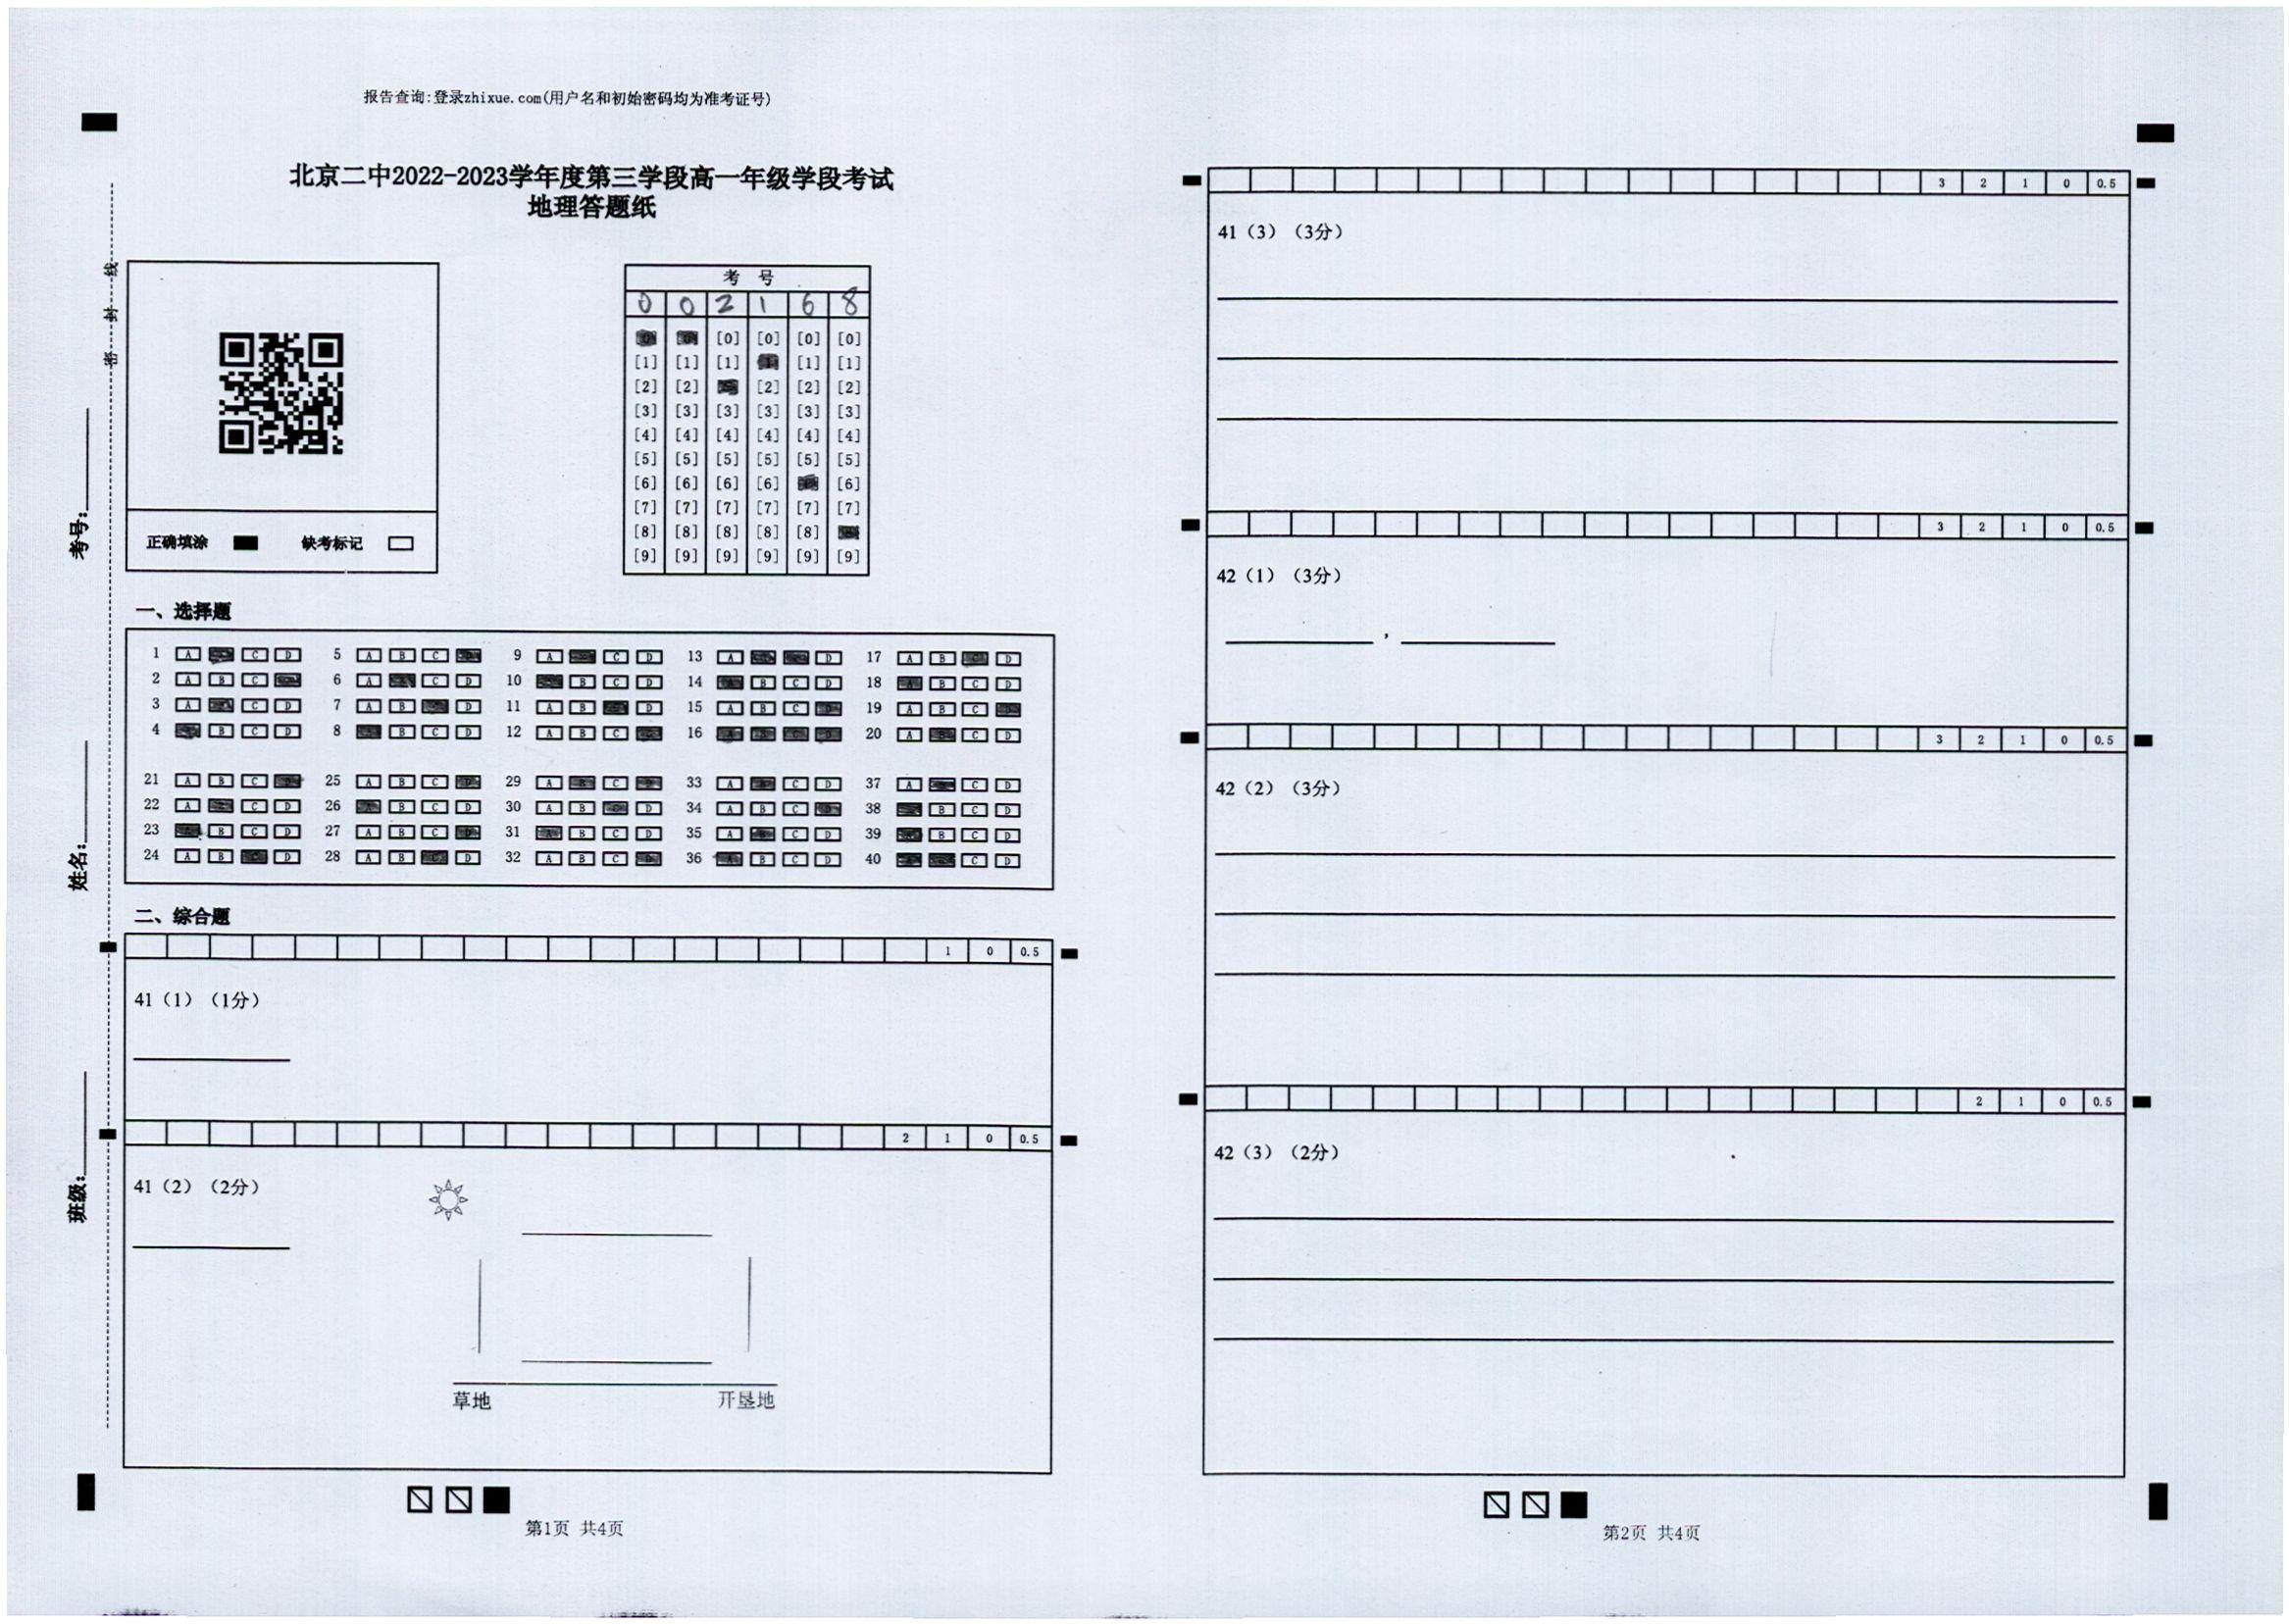 报告查询:登录zhixue.com(用户名和初始密码均为准考证号)
北京二中2022-2023学年度第三学段高一年级学段考试
地理答题纸
密 封 线
考号:
姓名:
班级:
正确填涂 缺考标记
考 号
0 0 2 1 6 8
[0] [0] [0] [0]
[1] [1] [1] [1] [1]
[2] [2] [2] [2] [2]
[3] [3] [3] [3] [3] [3]
[4] [4] [4] [4] [4] [4]
[5] [5] [5] [5] [5] [5]
[6] [6] [6] [6] [6]
[7] [7] [7] [7] [7] [7]
[8] [8] [8] [8] [8]
[9] [9] [9] [9] [9] [9]
一、选择题
1 A C D 5 A B C 9 A C D 13 A D 17 A B D
2 A B C 6 A C D 10 B C D 14 B C D 18 B C D
3 A C D 7 A B D 11 A B D 15 A B C 19 A B C
4 B C D 8 B C D 12 A B C 16 20 A C D
21 A B C 25 A B C 29 A C 33 A C D 37 A C D
22 A C D 26 B C D 30 A B D 34 A B C 38 B C D
23 B C D 27 A B C 31 B C D 35 A C D 39 B C D
24 A B D 28 A B D 32 A B C 36 B C D 40 C D
二、综合题
1 0 0.5
41（1）（1分）
2 1 0 0.5
41（2）（2分）
草地 开垦地
第1页 共4页
3 2 1 0 0.5
41（3）（3分）
3 2 1 0 0.5
42（1）（3分）
，
3 2 1 0 0.5
42（2）（3分）
2 1 0 0.5
42（3）（2分）
第2页 共4页